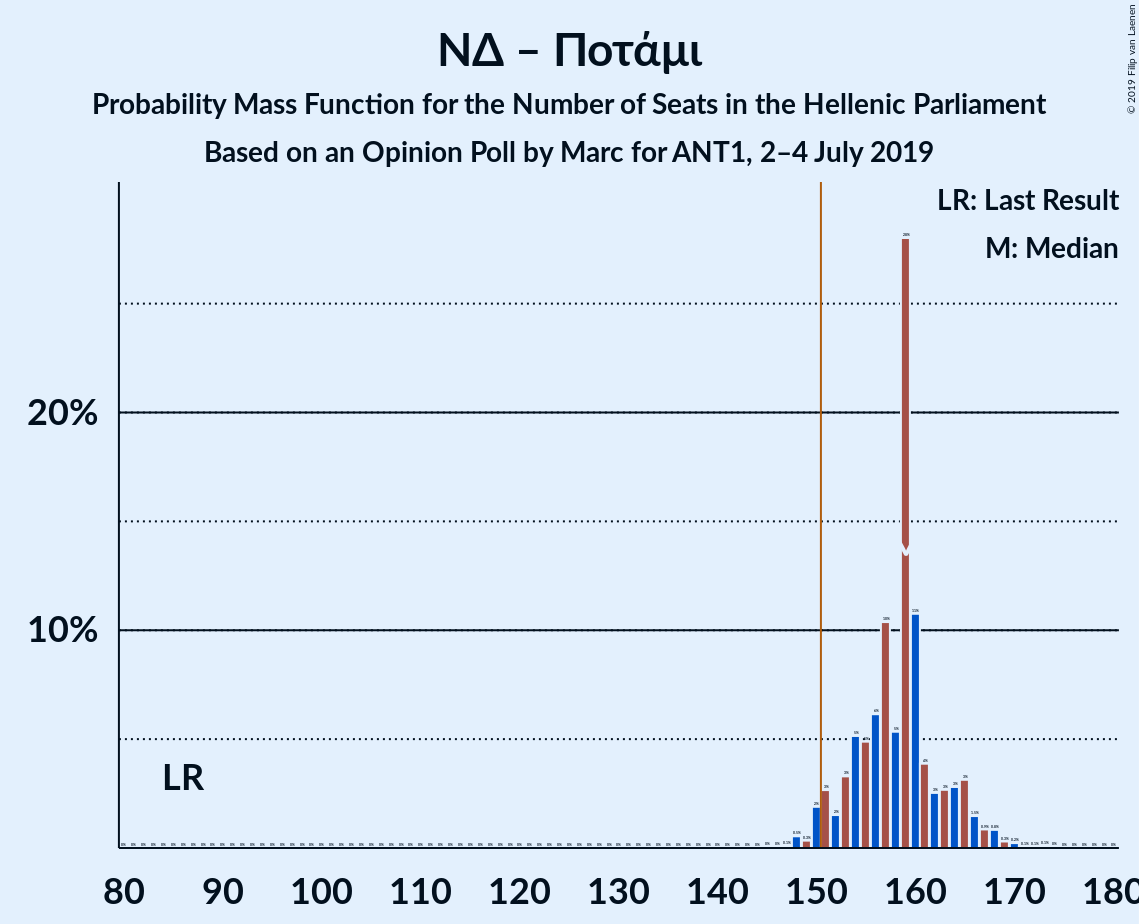 ΝΔ – Ποτάμι
Probability Mass Function for the Number of Seats in the Hellenic Parliament
Based on an Opinion Poll by Marc for ANT1, 2–4 July 2019
© 2019 Filip van Laenen
LR: Last Result
M: Median
20%
10%
LR
80 90 100 110 120 130 140 150 160 170 180